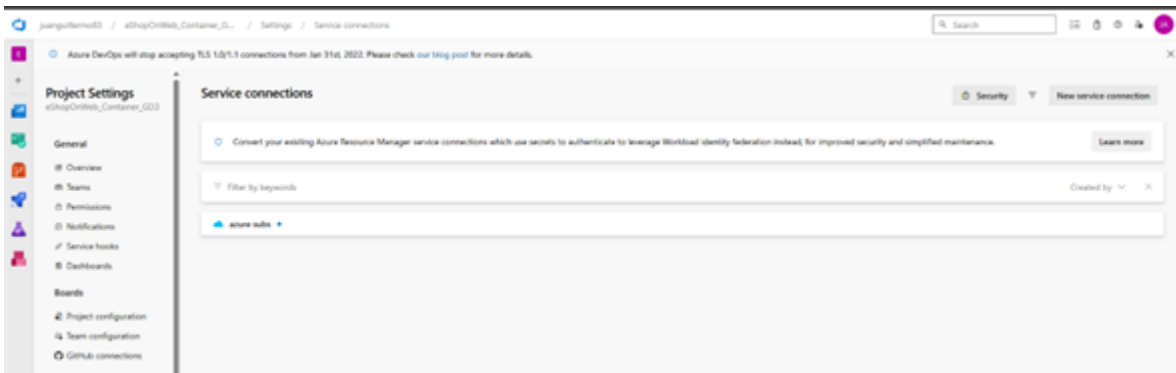 juanguillermo83 / eShopOnWeb_Container_G... / Settings / Service connections
Search
JA
Azure DevOps will stop accepting TLS 1.0/1.1 connections from Jan 31st, 2022. Please check our blog post for more details.
Project Settings
eShopOnWeb_Container_GD3
Service connections
Security
New service connection
Convert your existing Azure Resource Manager service connections which use secrets to authenticate to leverage Workload identity federation instead, for improved security and simplified maintenance.
Learn more
General
Overview
Teams
Permissions
Notifications
Service hooks
Dashboards
Filter by keywords
Created by
azure subs
Boards
Project configuration
Team configuration
GitHub connections